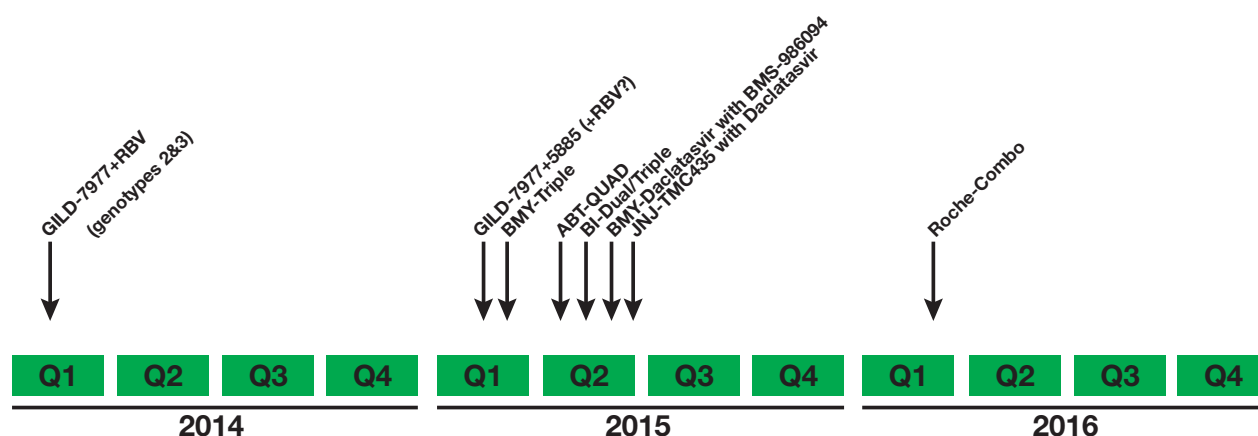 GILD-7977+RBV
(genotypes 2&3)
GILD-7977+5885 (+RBV?)
BMY-Triple
ABT-QUAD
BI-Dual/Triple
BMY-Daclatasvir with BMS-986094
JNJ-TMC435 with Daclatasvir
Roche-Combo
Q1 Q2 Q3 Q4 Q1 Q2 Q3 Q4 Q1 Q2 Q3 Q4
2014 2015 2016